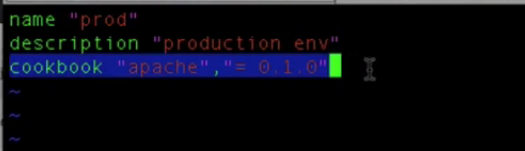 name "prod"
description "production env"
cookbook "apache","= 0.1.0"
~
~
~